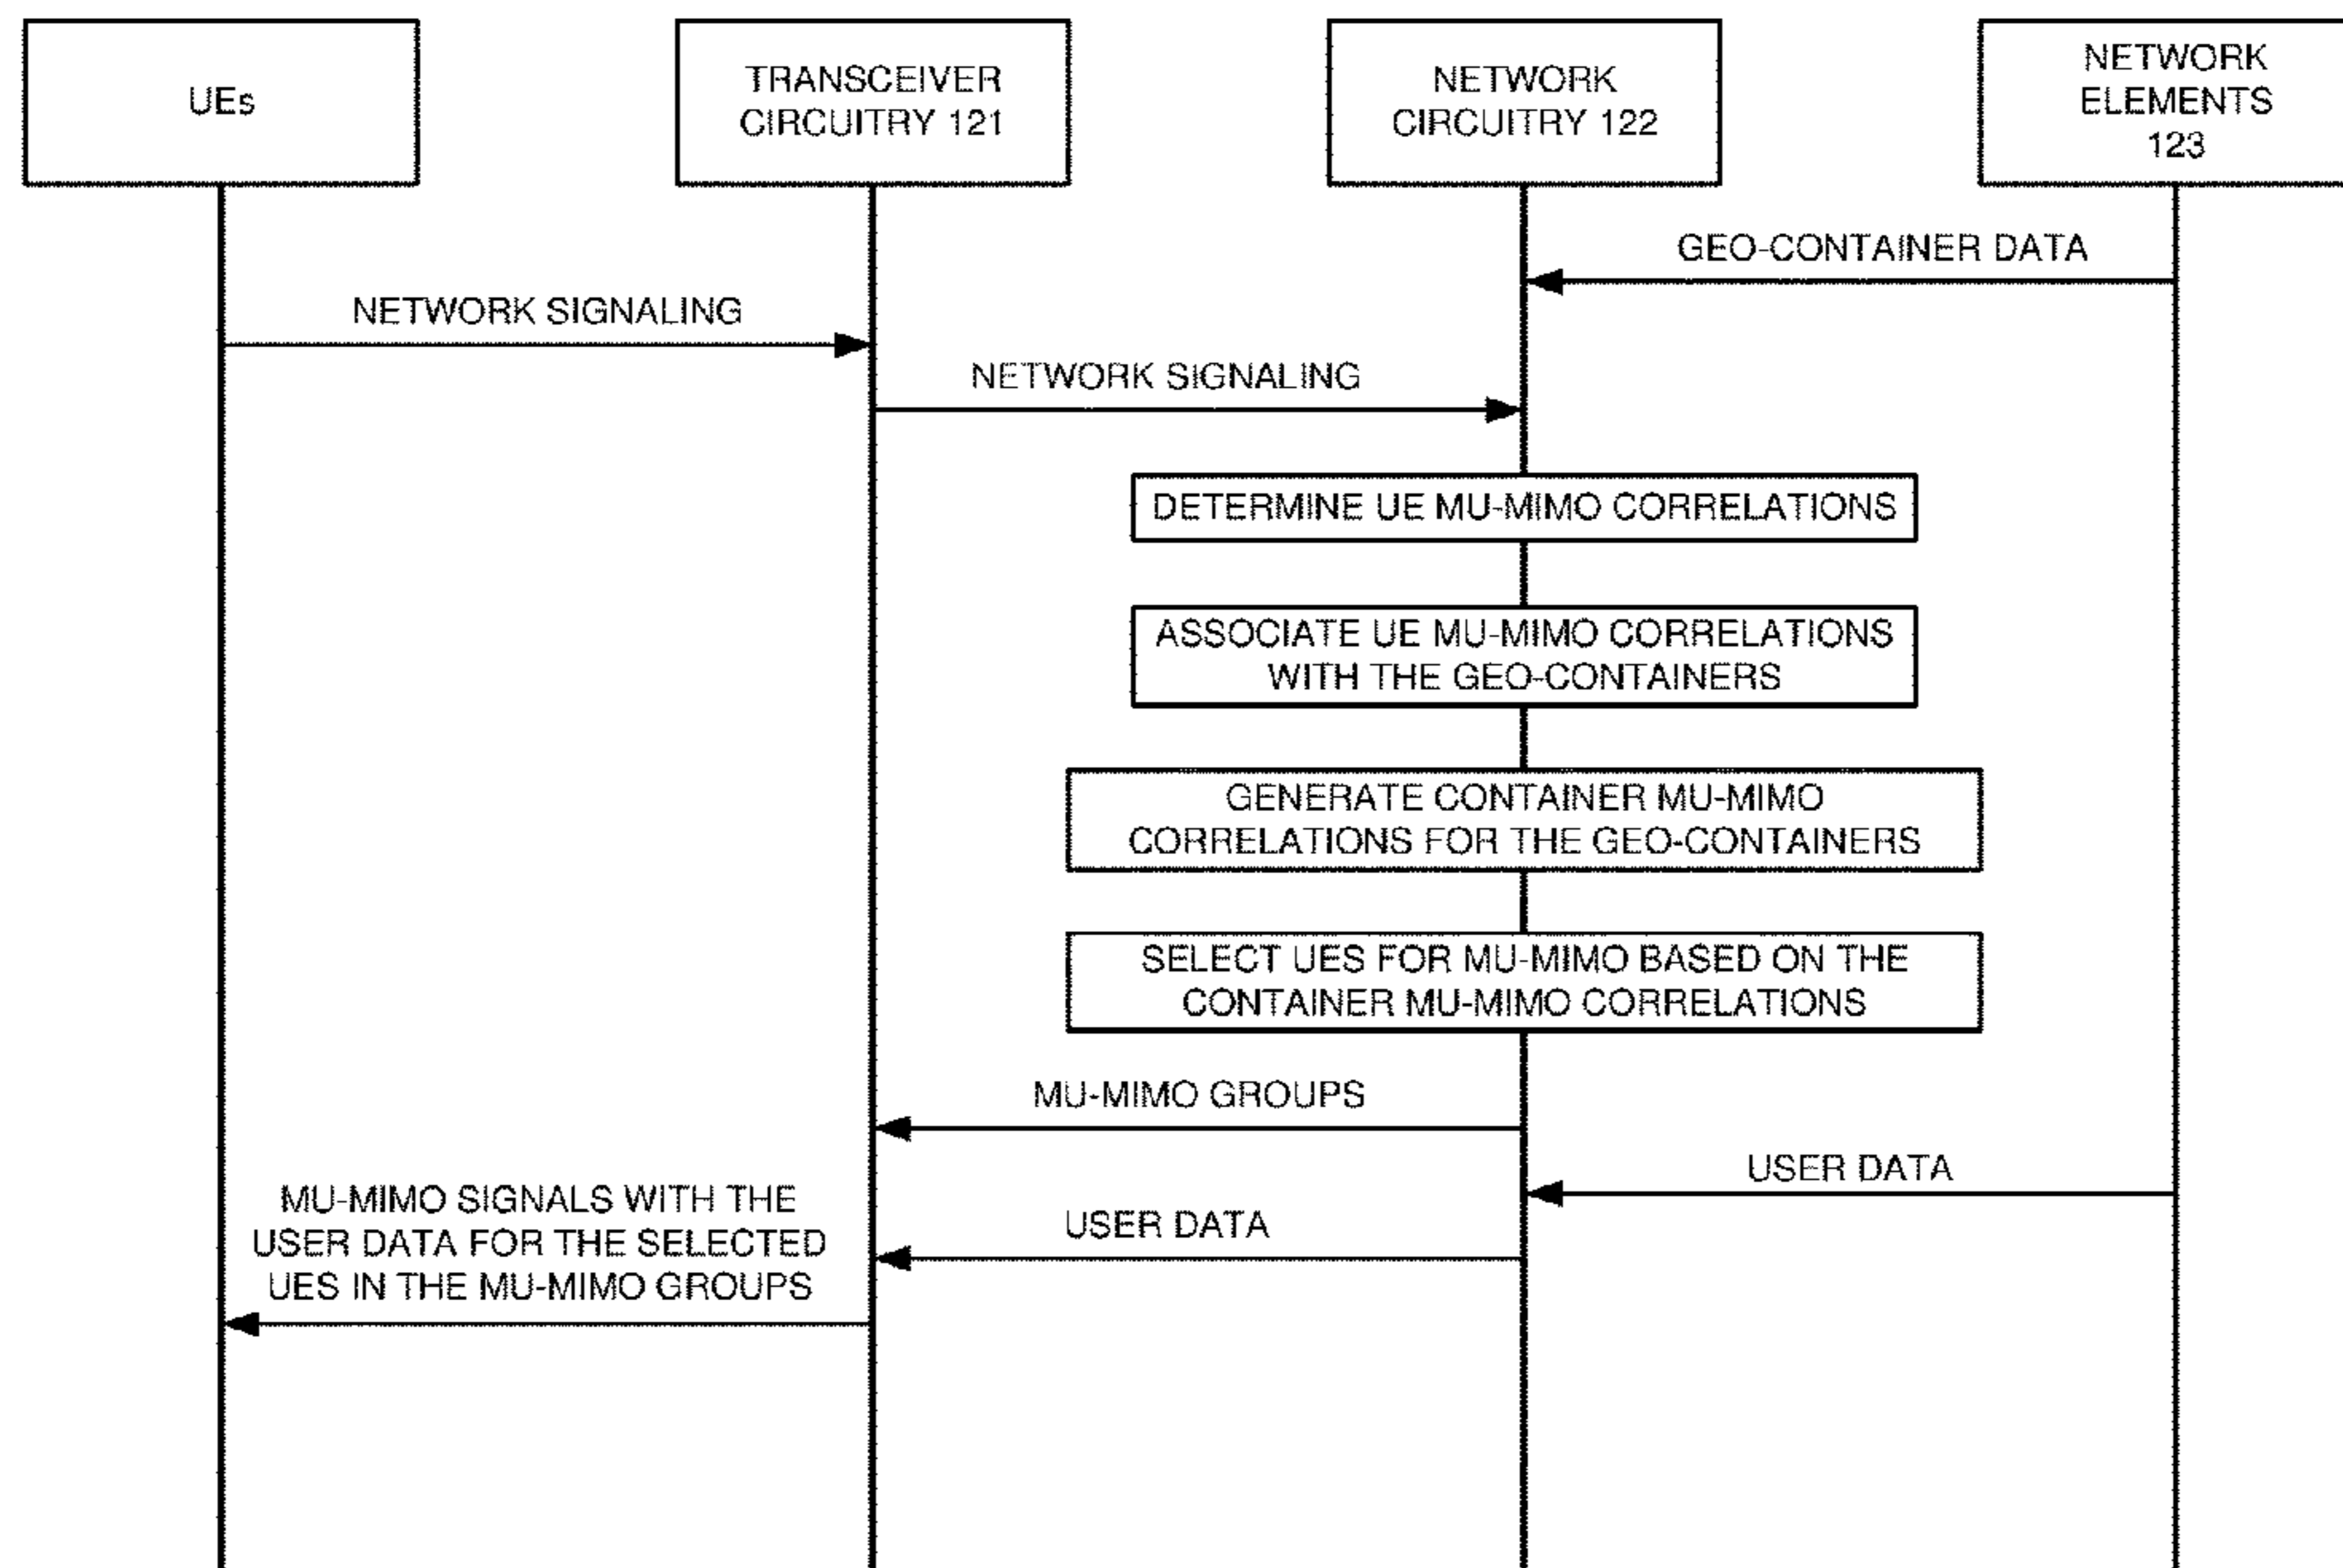 UEs
TRANSCEIVER
CIRCUITRY 121
NETWORK
CIRCUITRY 122
NETWORK
ELEMENTS
123
GEO-CONTAINER DATA
NETWORK SIGNALING
NETWORK SIGNALING
DETERMINE UE MU-MIMO CORRELATIONS
ASSOCIATE UE MU-MIMO CORRELATIONS
WITH THE GEO-CONTAINERS
GENERATE CONTAINER MU-MIMO
CORRELATIONS FOR THE GEO-CONTAINERS
SELECT UES FOR MU-MIMO BASED ON THE
CONTAINER MU-MIMO CORRELATIONS
MU-MIMO GROUPS
USER DATA
USER DATA
MU-MIMO SIGNALS WITH THE
USER DATA FOR THE SELECTED
UES IN THE MU-MIMO GROUPS